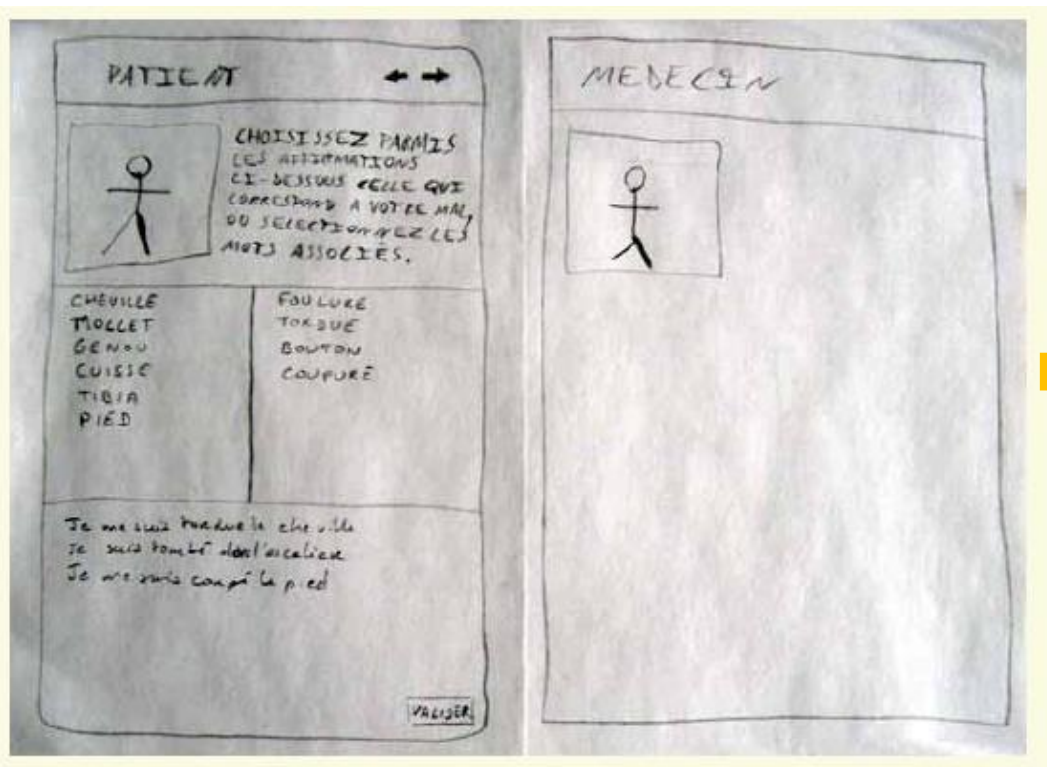 PATIENT
CHOISISSEZ PARMIS
LES AFFIRMATIONS
CI-DESSOUS CELLE QUI
CORRESPOND A VOTRE MAL,
OU SELECTIONNEZ LES
MOTS ASSOCIÉS.
CHEVILLE
MOLLET
GENOU
CUISSE
TIBIA
PIED
FOULURE
TORDUE
BOUTON
COUPURE
Je me suis tordue la cheville
Je suis tombé dans l'escalier
Je me suis coupé le pied
VALIDER
MEDECIN